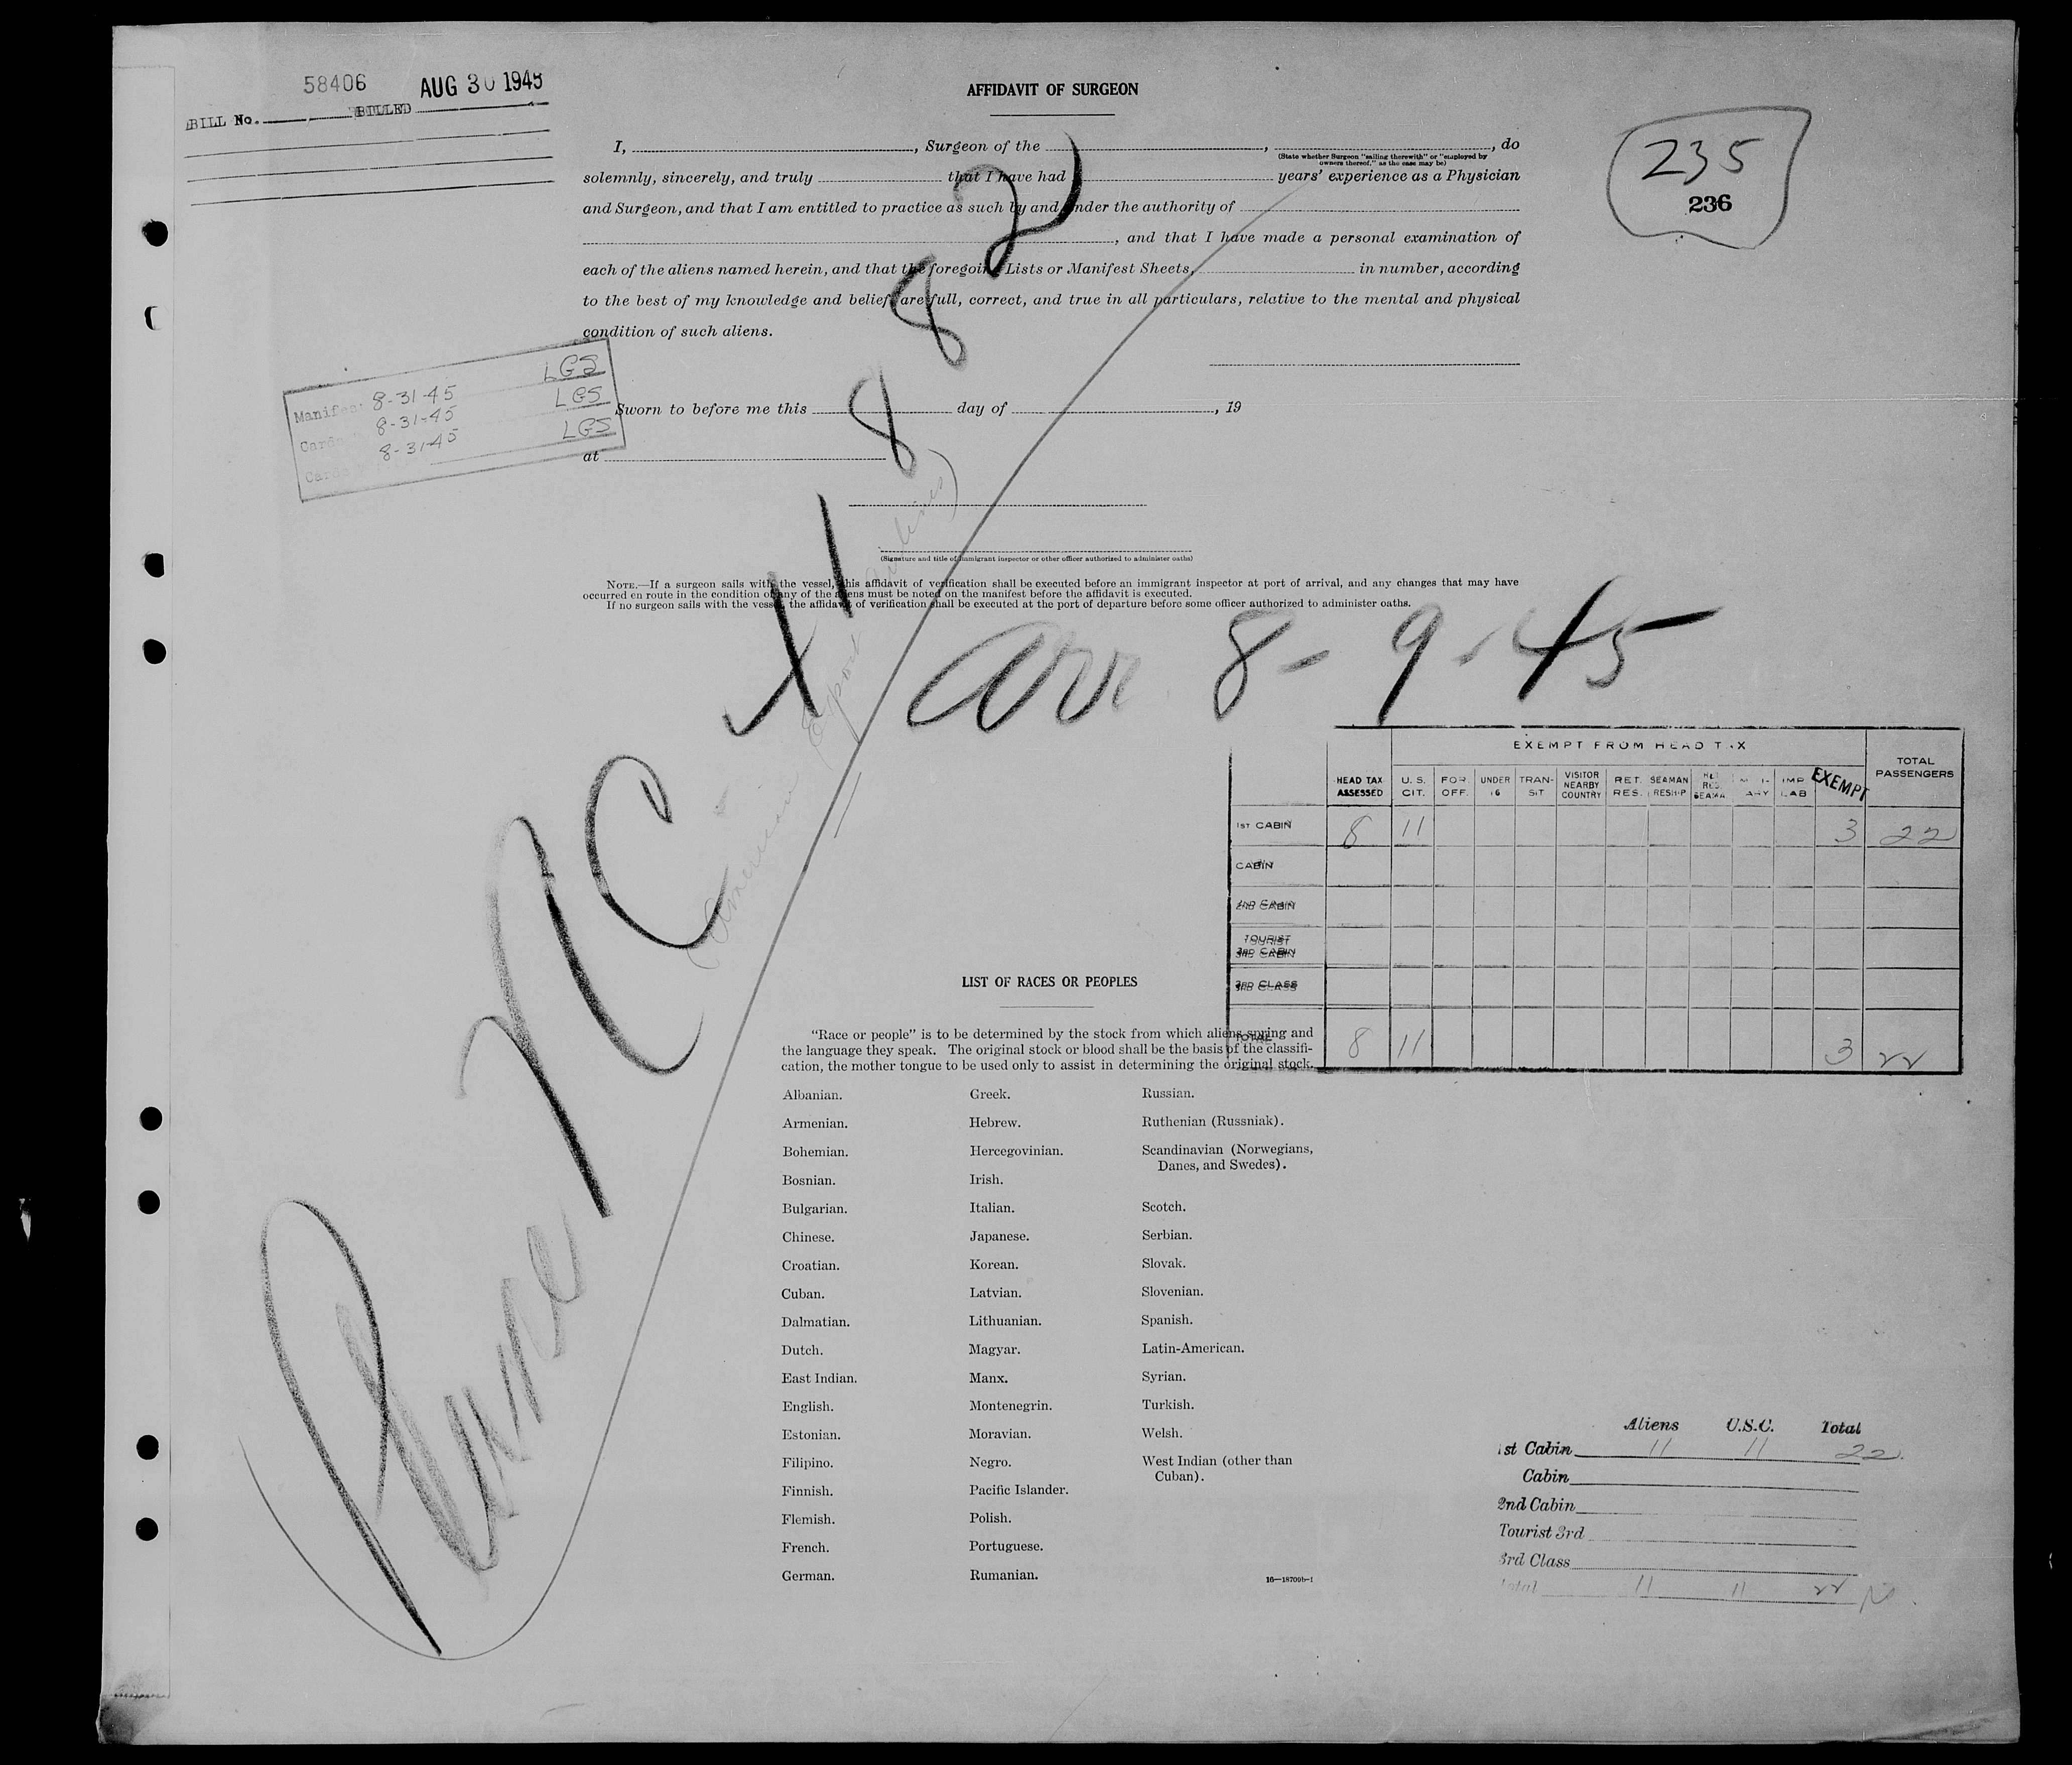 58406 AUG 30 1945
BILL No. BILLED
AFFIDAVIT OF SURGEON
235
236
I, , Surgeon of the , , do
(State whether Surgeon "sailing therewith" or "employed by
owners thereof," as the case may be)
solemnly, sincerely, and truly that I have had years' experience as a Physician
and Surgeon, and that I am entitled to practice as such by and under the authority of
, and that I have made a personal examination of
each of the aliens named herein, and that the foregoing Lists or Manifest Sheets, in number, according
to the best of my knowledge and belief, are full, correct, and true in all particulars, relative to the mental and physical
condition of such aliens.
Manifest 8-31-45 LGS
Cards 8-31-45 LGS
Cards 8-31-45 LGS
Sworn to before me this day of , 19
at
(Signature and title of immigrant inspector or other officer authorized to administer oaths)
NOTE.—If a surgeon sails with the vessel, this affidavit of verification shall be executed before an immigrant inspector at port of arrival, and any changes that may have
occurred en route in the condition of any of the aliens must be noted on the manifest before the affidavit is executed.
If no surgeon sails with the vessel, the affidavit of verification shall be executed at the port of departure before some officer authorized to administer oaths.
Plane NC-41882
(American Export Airlines)
arr 8-9-45
EXEMPT FROM HEAD TAX
HEAD TAX ASSESSED U. S. CIT. FOR. OFF. UNDER 16 TRAN-SIT VISITOR NEARBY COUNTRY RET. RES. SEAMAN RESHIP RES. SEAMA IMP LAB EXEMPT TOTAL PASSENGERS
1ST CABIN 8 11 3 22
CABIN
2ND CABIN
TOURIST
3RD CABIN
3RD CLASS
TOTAL 8 11 3 22
LIST OF RACES OR PEOPLES
"Race or people" is to be determined by the stock from which aliens spring and
the language they speak. The original stock or blood shall be the basis of the classifi-
cation, the mother tongue to be used only to assist in determining the original stock.
Albanian. Greek. Russian.
Armenian. Hebrew. Ruthenian (Russniak).
Bohemian. Hercegovinian. Scandinavian (Norwegians,
Danes, and Swedes).
Bosnian. Irish.
Bulgarian. Italian. Scotch.
Chinese. Japanese. Serbian.
Croatian. Korean. Slovak.
Cuban. Latvian. Slovenian.
Dalmatian. Lithuanian. Spanish.
Dutch. Magyar. Latin-American.
East Indian. Manx. Syrian.
English. Montenegrin. Turkish.
Estonian. Moravian. Welsh.
Filipino. Negro. West Indian (other than
Cuban).
Finnish. Pacific Islander.
Flemish. Polish.
French. Portuguese.
German. Rumanian.
16—18709b-1
Aliens U.S.C. Total
1st Cabin 11 11 22
Cabin
2nd Cabin
Tourist 3rd
3rd Class
Total 11 11 22